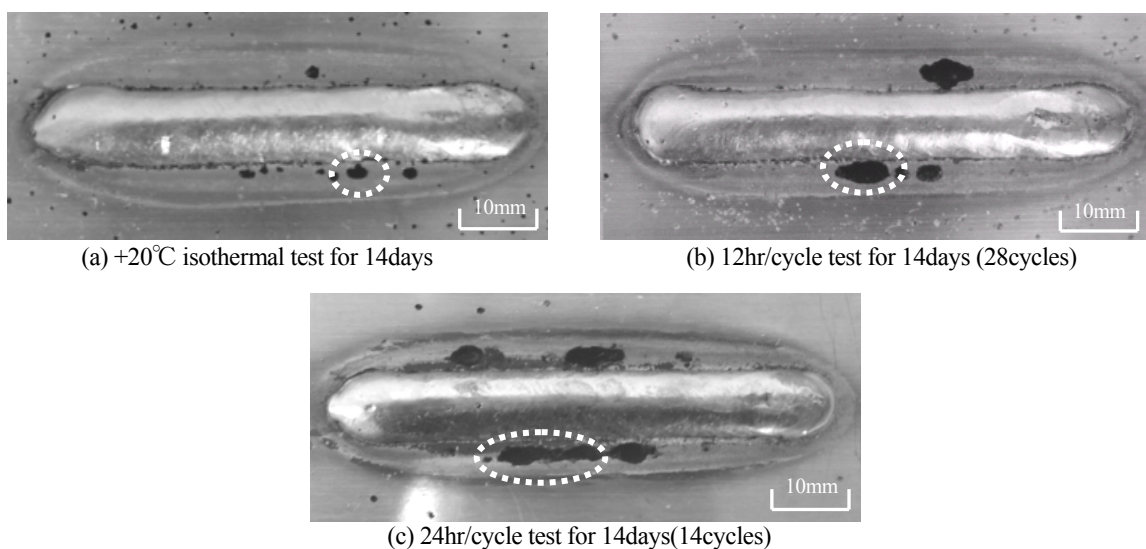 10mm
10mm
(a) +20℃ isothermal test for 14days
(b) 12hr/cycle test for 14days (28cycles)
10mm
(c) 24hr/cycle test for 14days(14cycles)